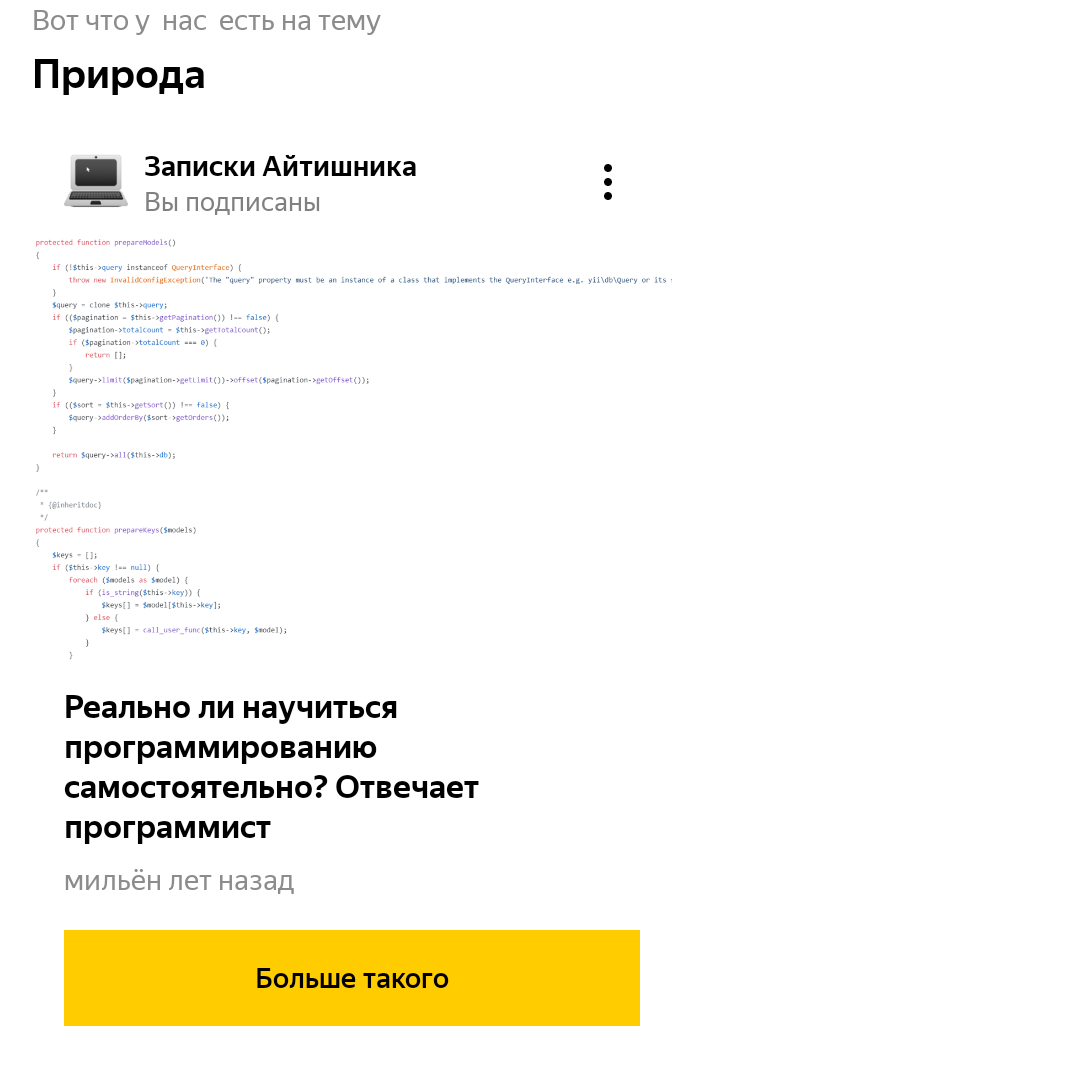 Вот что у нас есть на тему
Природа
Записки Айтишника
Вы подписаны
protected function prepareModels()
{
if (!$this->query instanceof QueryInterface) {
throw new InvalidConfigException('The "query" property must be an instance of a class that implements the QueryInterface e.g. yii\db\Query or its
}
$query = clone $this->query;
if (($pagination = $this->getPagination()) !== false) {
$pagination->totalCount = $this->getTotalCount();
if ($pagination->totalCount === 0) {
return [];
}
$query->limit($pagination->getLimit())->offset($pagination->getOffset());
}
if (($sort = $this->getSort()) !== false) {
$query->addOrderBy($sort->getOrders());
}
return $query->all($this->db);
}
/**
* {@inheritdoc}
*/
protected function prepareKeys($models)
{
$keys = [];
if ($this->key !== null) {
foreach ($models as $model) {
if (is_string($this->key)) {
$keys[] = $model[$this->key];
} else {
$keys[] = call_user_func($this->key, $model);
}
}
Реально ли научиться
программированию
самостоятельно? Отвечает
программист
мильён лет назад
Больше такого